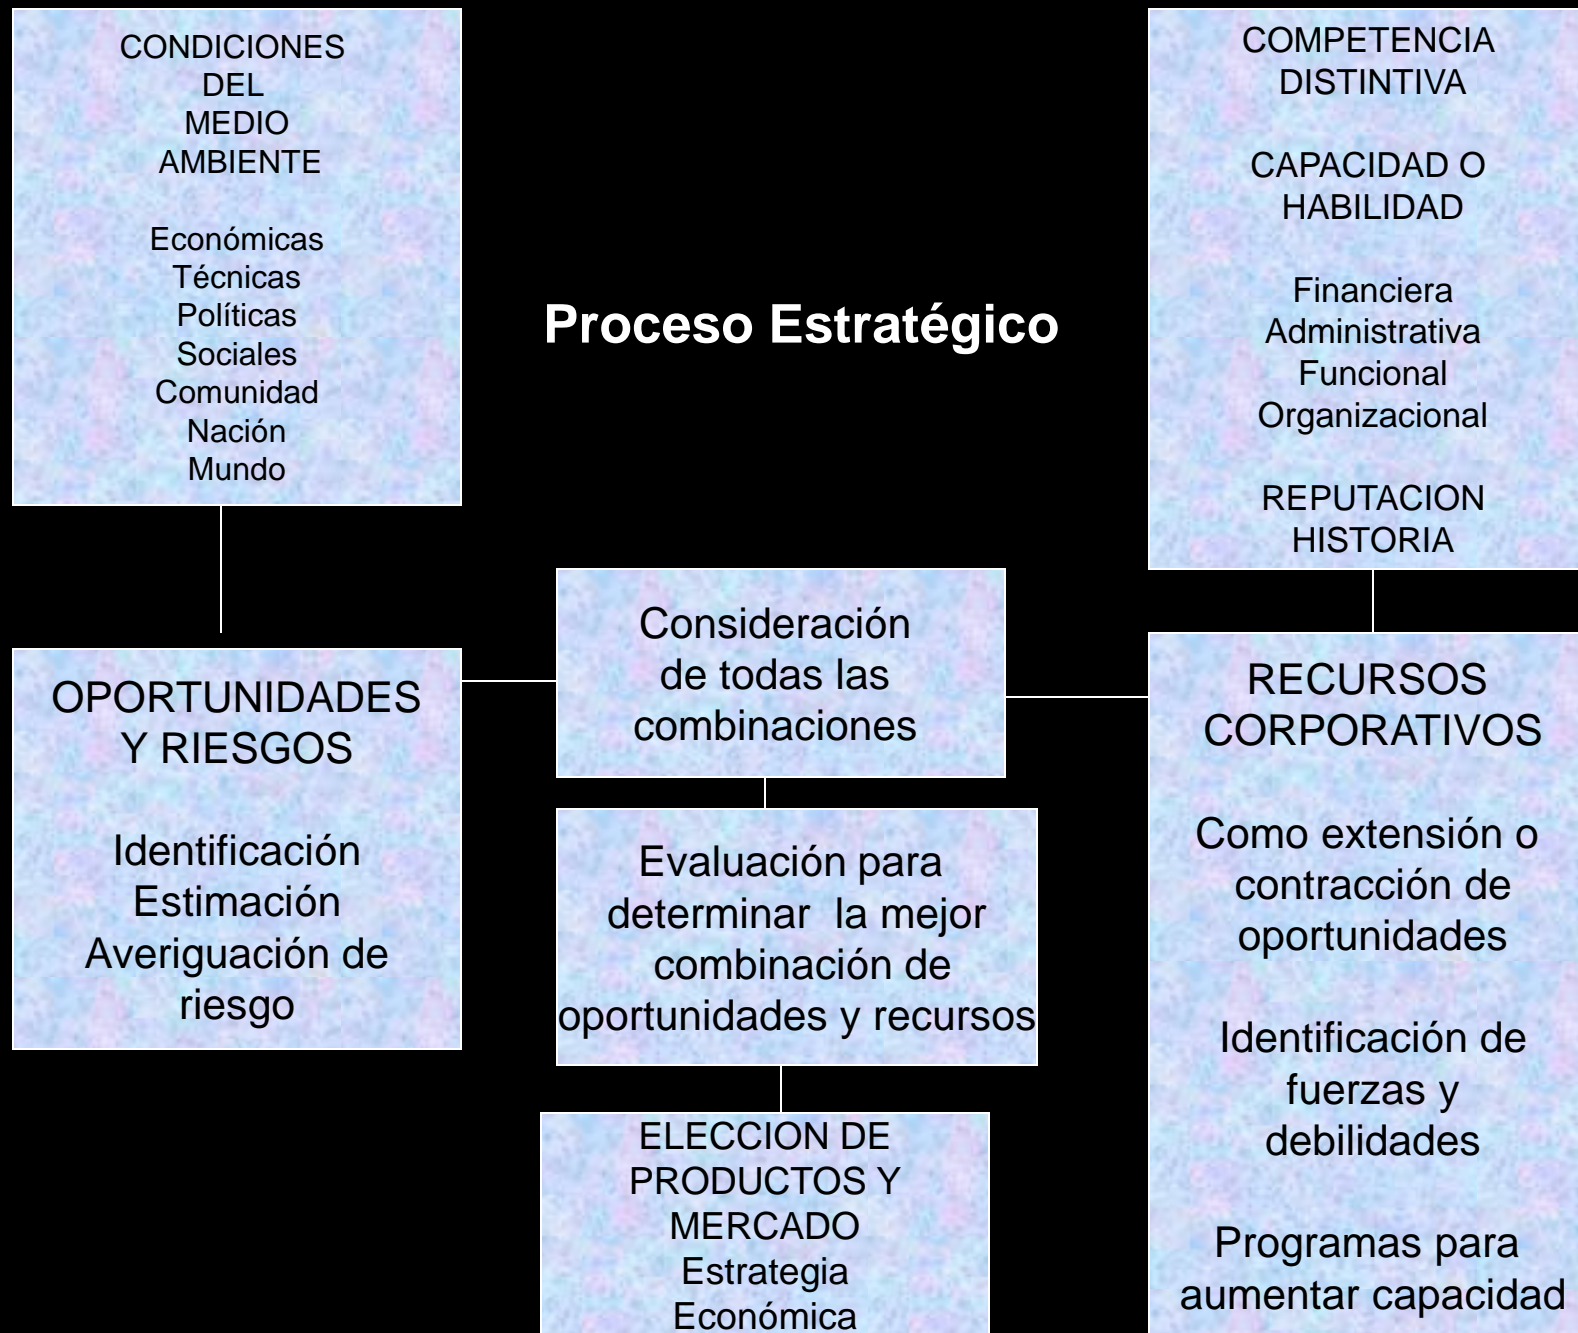 CONDICIONES
DEL
MEDIO
AMBIENTE
Económicas
Técnicas
Políticas
Sociales
Comunidad
Nación
Mundo
Proceso Estratégico
COMPETENCIA
DISTINTIVA
CAPACIDAD O
HABILIDAD
Financiera
Administrativa
Funcional
Organizacional
REPUTACION
HISTORIA
OPORTUNIDADES
Y RIESGOS
Identificación
Estimación
Averiguación de
riesgo
Consideración
de todas las
combinaciones
Evaluación para
determinar la mejor
combinación de
oportunidades y recursos
ELECCION DE
PRODUCTOS Y
MERCADO
Estrategia
Económica
RECURSOS
CORPORATIVOS
Como extensión o
contracción de
oportunidades
Identificación de
fuerzas y
debilidades
Programas para
aumentar capacidad